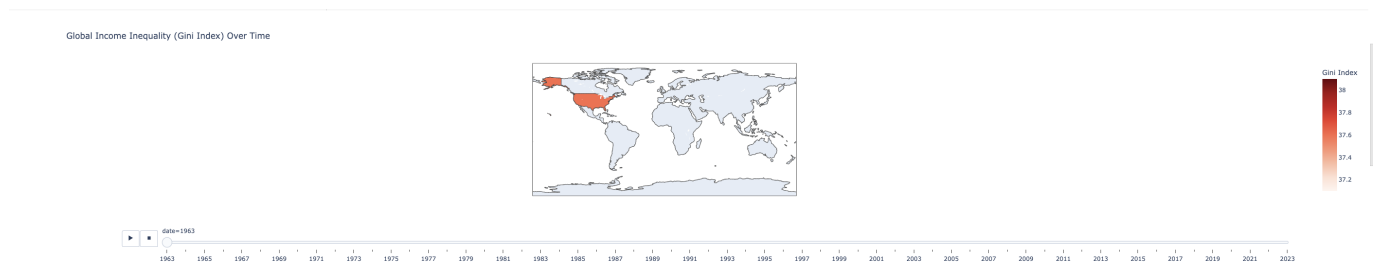 Global Income Inequality (Gini Index) Over Time
Gini Index
38
37.8
37.6
37.4
37.2
date=1963
1963 1965 1967 1969 1971 1973 1975 1977 1979 1981 1983 1985 1987 1989 1991 1993 1995 1997 1999 2001 2003 2005 2007 2009 2011 2013 2015 2017 2019 2021 2023